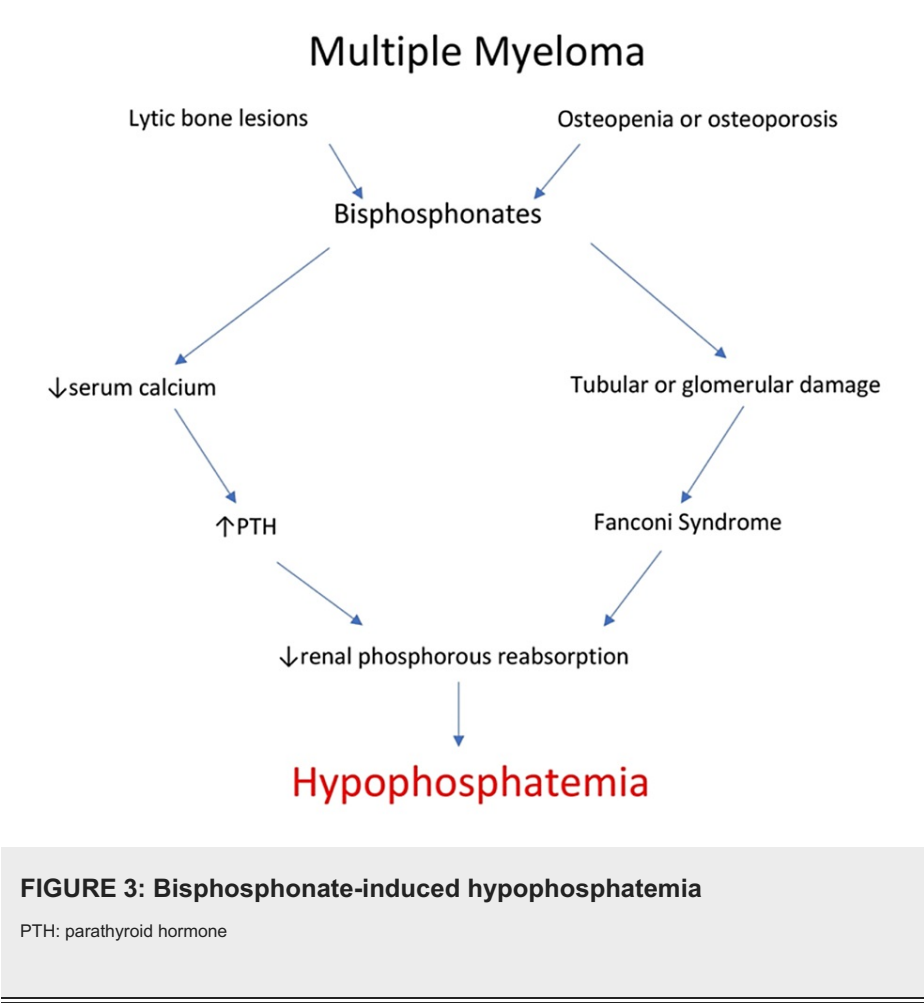 Multiple Myeloma
Lytic bone lesions
Osteopenia or osteoporosis
Bisphosphonates
↓serum calcium
Tubular or glomerular damage
↑PTH
Fanconi Syndrome
↓renal phosphorous reabsorption
Hypophosphatemia
FIGURE 3: Bisphosphonate-induced hypophosphatemia
PTH: parathyroid hormone